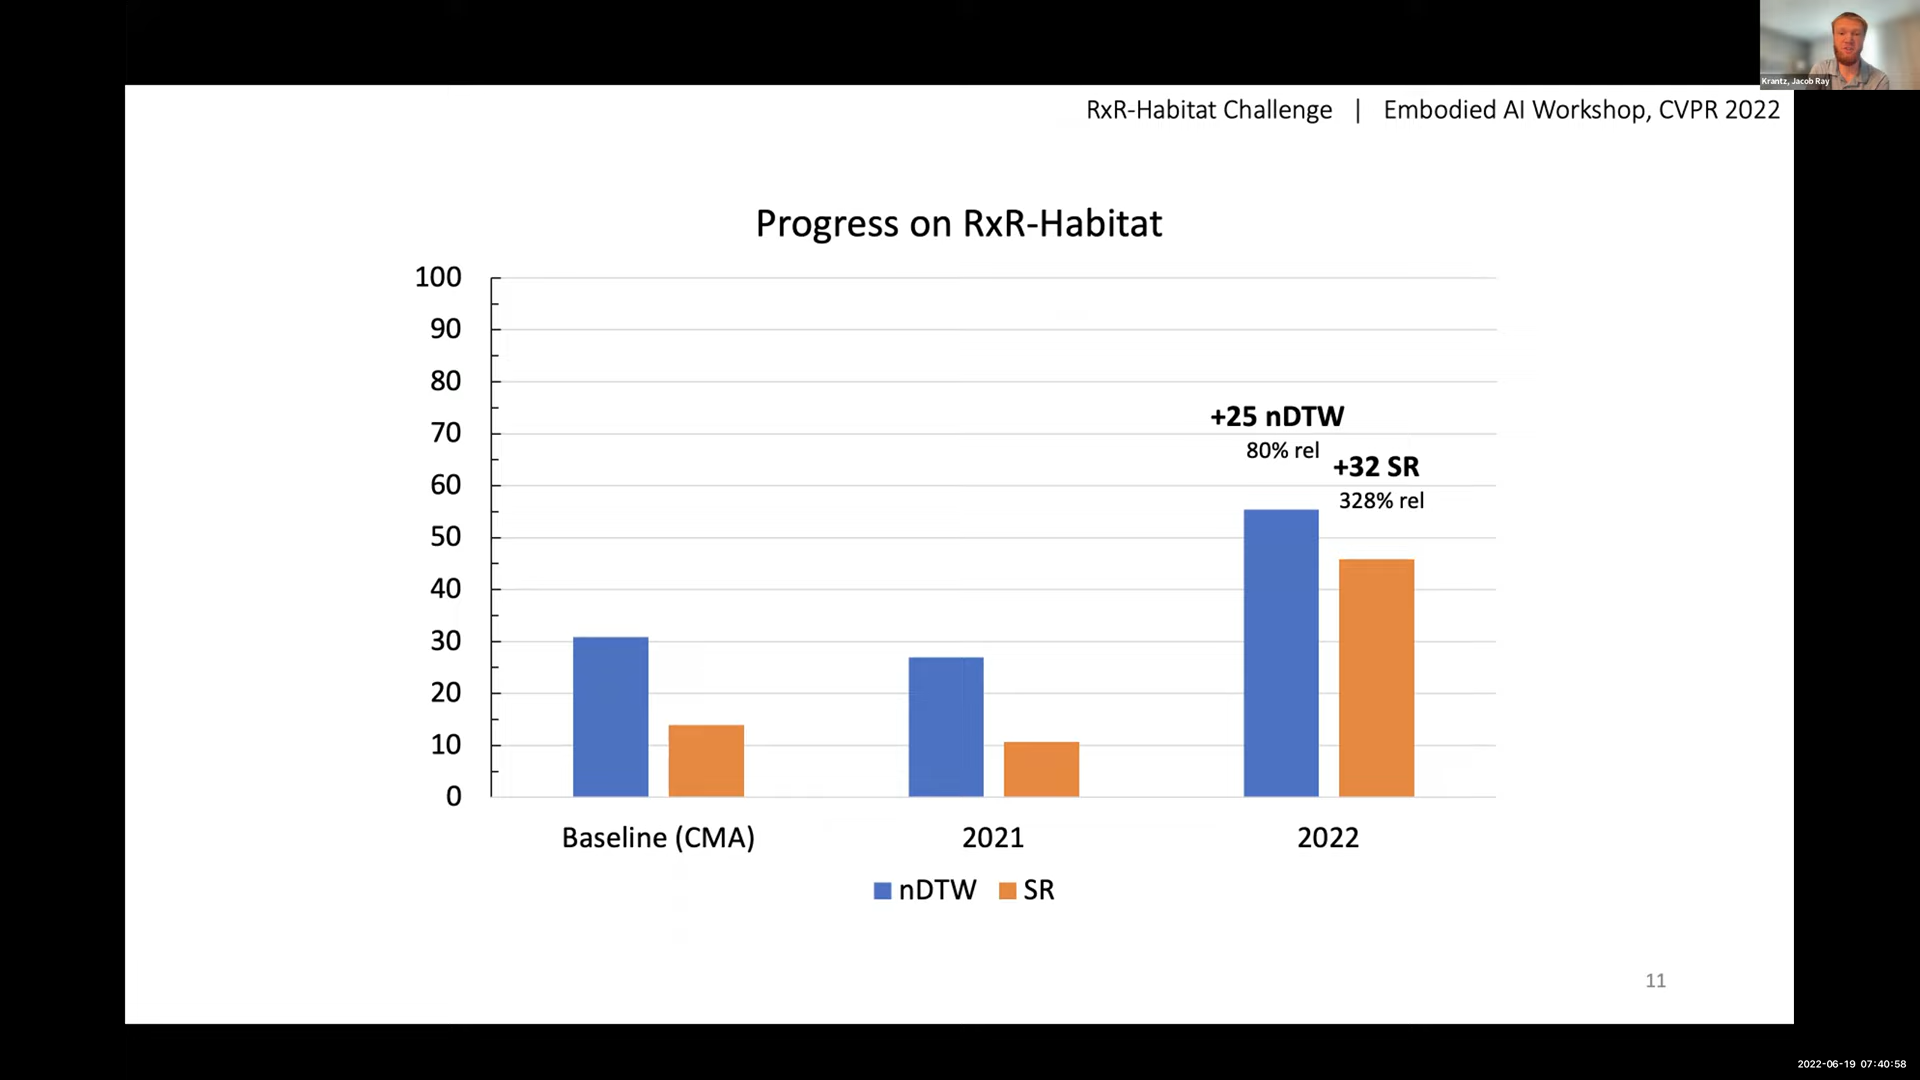 Krantz, Jacob Ray
RxR-Habitat Challenge | Embodied AI Workshop, CVPR 2022
Progress on RxR-Habitat
100
90
80
70
60
50
40
30
20
10
0
+25 nDTW
80% rel
+32 SR
328% rel
Baseline (CMA)
2021
2022
nDTW
SR
11
2022-06-19 07:40:58